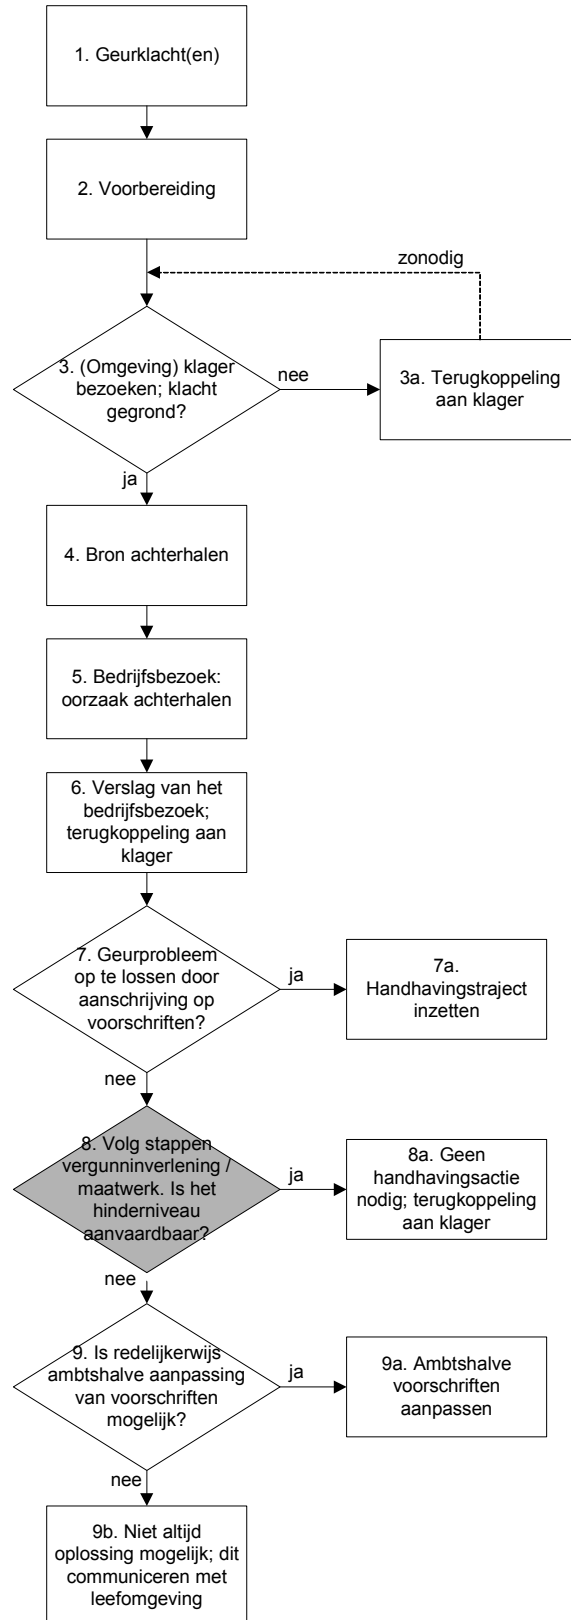 1. Geurklacht(en)
2. Voorbereiding
zonodig
3. (Omgeving) klager
bezoeken; klacht
gegrond?
nee
3a. Terugkoppeling
aan klager
ja
4. Bron achterhalen
5. Bedrijfsbezoek:
oorzaak achterhalen
6. Verslag van het
bedrijfsbezoek;
terugkoppeling aan
klager
7. Geurprobleem
op te lossen door
aanschrijving op
voorschriften?
ja
7a.
Handhavingstraject
inzetten
nee
8. Volg stappen
vergunninverlening /
maatwerk. Is het
hinderniveau
aanvaardbaar?
ja
8a. Geen
handhavingsactie
nodig; terugkoppeling
aan klager
nee
9. Is redelijkerwijs
ambtshalve aanpassing
van voorschriften
mogelijk?
ja
9a. Ambtshalve
voorschriften
aanpassen
nee
9b. Niet altijd
oplossing mogelijk; dit
communiceren met
leefomgeving